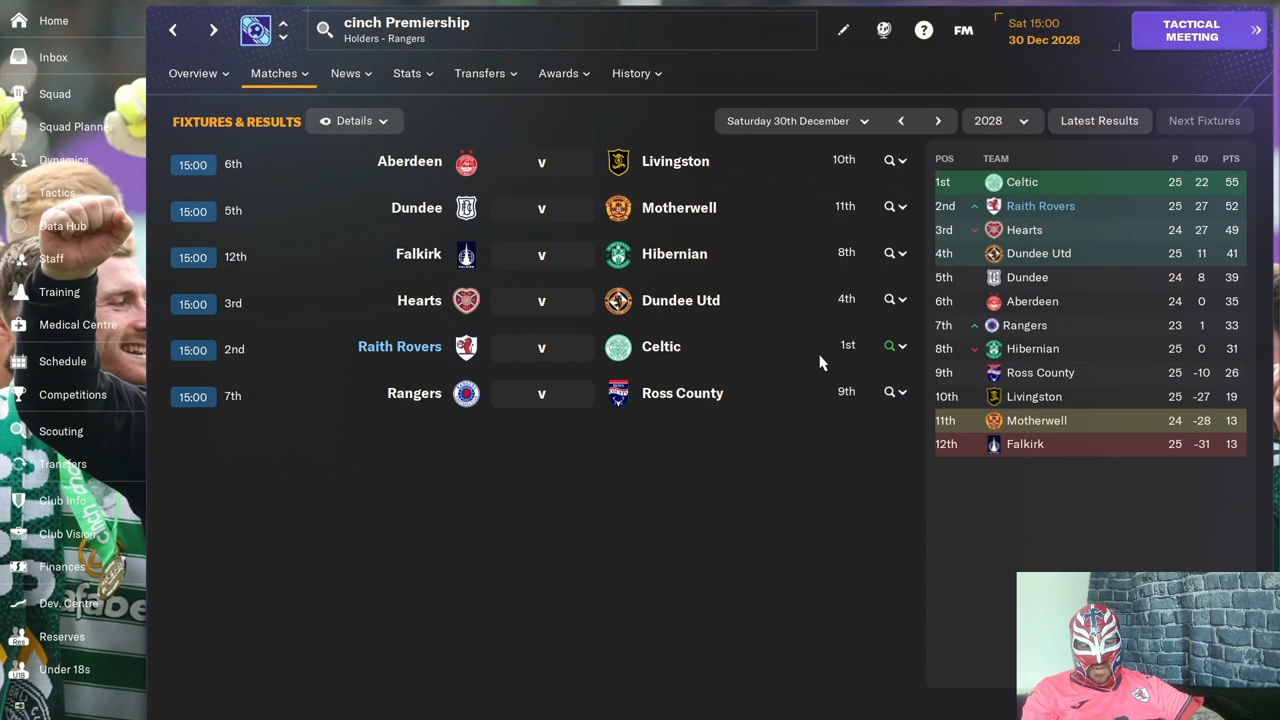 Home
Inbox
Squad
Squad Planner
Dynamics
Tactics
Data Hub
Staff
Training
Medical Centre
Schedule
Competitions
Scouting
Transfers
Club Info
Club Vision
Finances
Dev. Centre
Reserves
Under 18s
cinch Premiership
Holders - Rangers
FM
Sat 15:00
30 Dec 2028
TACTICAL
MEETING
Overview
Matches
News
Stats
Transfers
Awards
History
FIXTURES & RESULTS
Details
Saturday 30th December
2028
Latest Results
Next Fixtures
15:00 6th Aberdeen v Livingston 10th
15:00 5th Dundee v Motherwell 11th
15:00 12th Falkirk v Hibernian 8th
15:00 3rd Hearts v Dundee Utd 4th
15:00 2nd Raith Rovers v Celtic 1st
15:00 7th Rangers v Ross County 9th
POS TEAM P GD PTS
1st Celtic 25 22 55
2nd Raith Rovers 25 27 52
3rd Hearts 24 27 49
4th Dundee Utd 25 11 41
5th Dundee 24 8 39
6th Aberdeen 24 0 35
7th Rangers 23 1 33
8th Hibernian 25 0 31
9th Ross County 25 -10 26
10th Livingston 25 -27 19
11th Motherwell 24 -28 13
12th Falkirk 25 -31 13